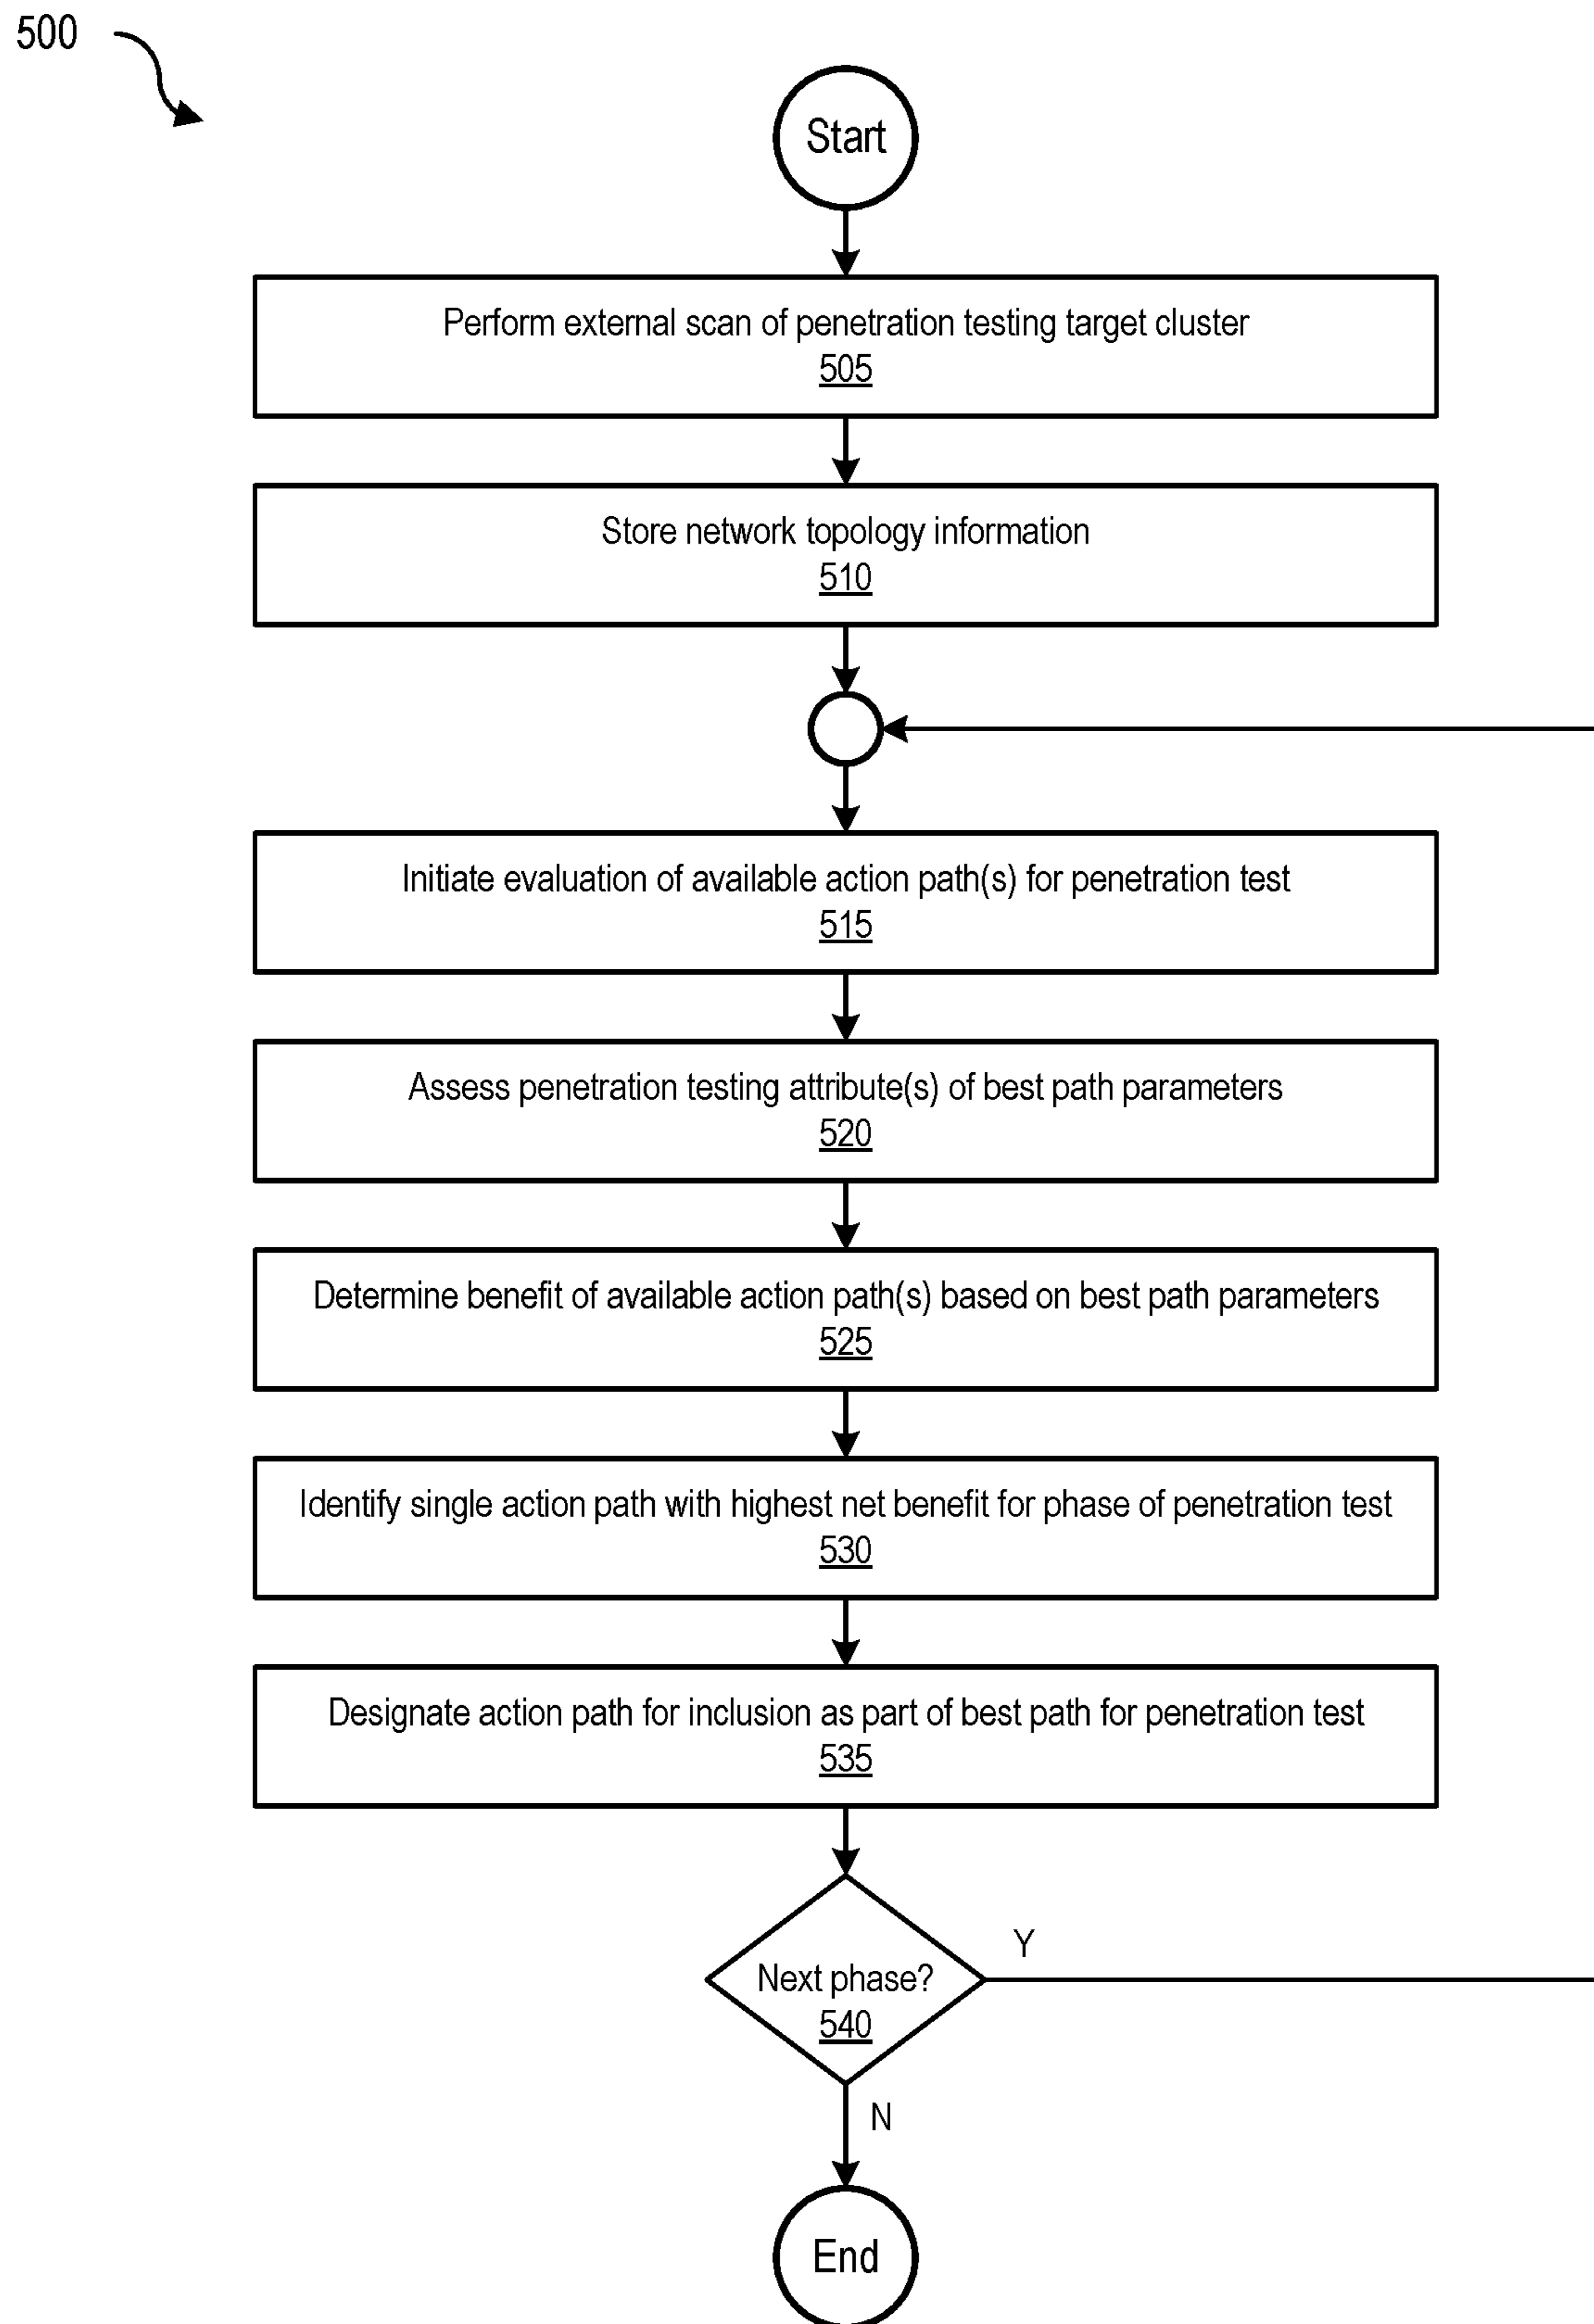 500
Start
Perform external scan of penetration testing target cluster
505
Store network topology information
510
Initiate evaluation of available action path(s) for penetration test
515
Assess penetration testing attribute(s) of best path parameters
520
Determine benefit of available action path(s) based on best path parameters
525
Identify single action path with highest net benefit for phase of penetration test
530
Designate action path for inclusion as part of best path for penetration test
535
Y
Next phase?
540
N
End